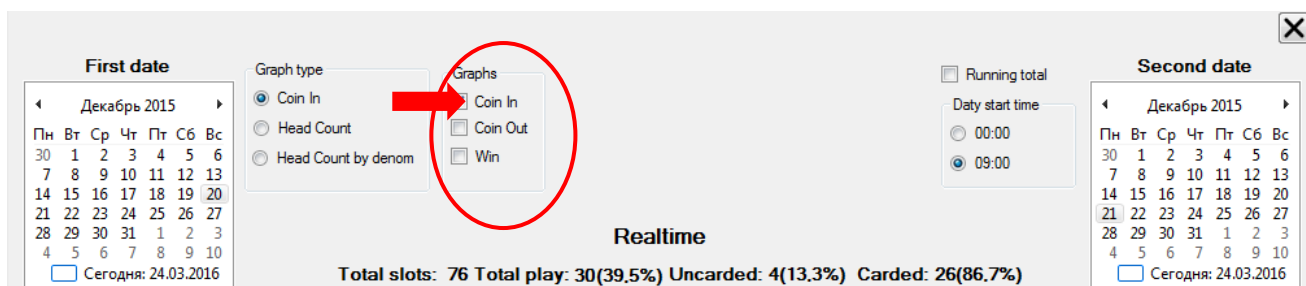 First date
Декабрь 2015
Пн Вт Ср Чт Пт Сб Вс
30 1 2 3 4 5 6
7 8 9 10 11 12 13
14 15 16 17 18 19 20
21 22 23 24 25 26 27
28 29 30 31 1 2 3
4 5 6 7 8 9 10
Сегодня: 24.03.2016
Graph type
Coin In
Head Count
Head Count by denom
Graphs
Coin In
Coin Out
Win
Running total
Daty start time
00:00
09:00
Second date
Декабрь 2015
Пн Вт Ср Чт Пт Сб Вс
30 1 2 3 4 5 6
7 8 9 10 11 12 13
14 15 16 17 18 19 20
21 22 23 24 25 26 27
28 29 30 31 1 2 3
4 5 6 7 8 9 10
Сегодня: 24.03.2016
Realtime
Total slots: 76 Total play: 30(39,5%) Uncarded: 4(13,3%) Carded: 26(86,7%)